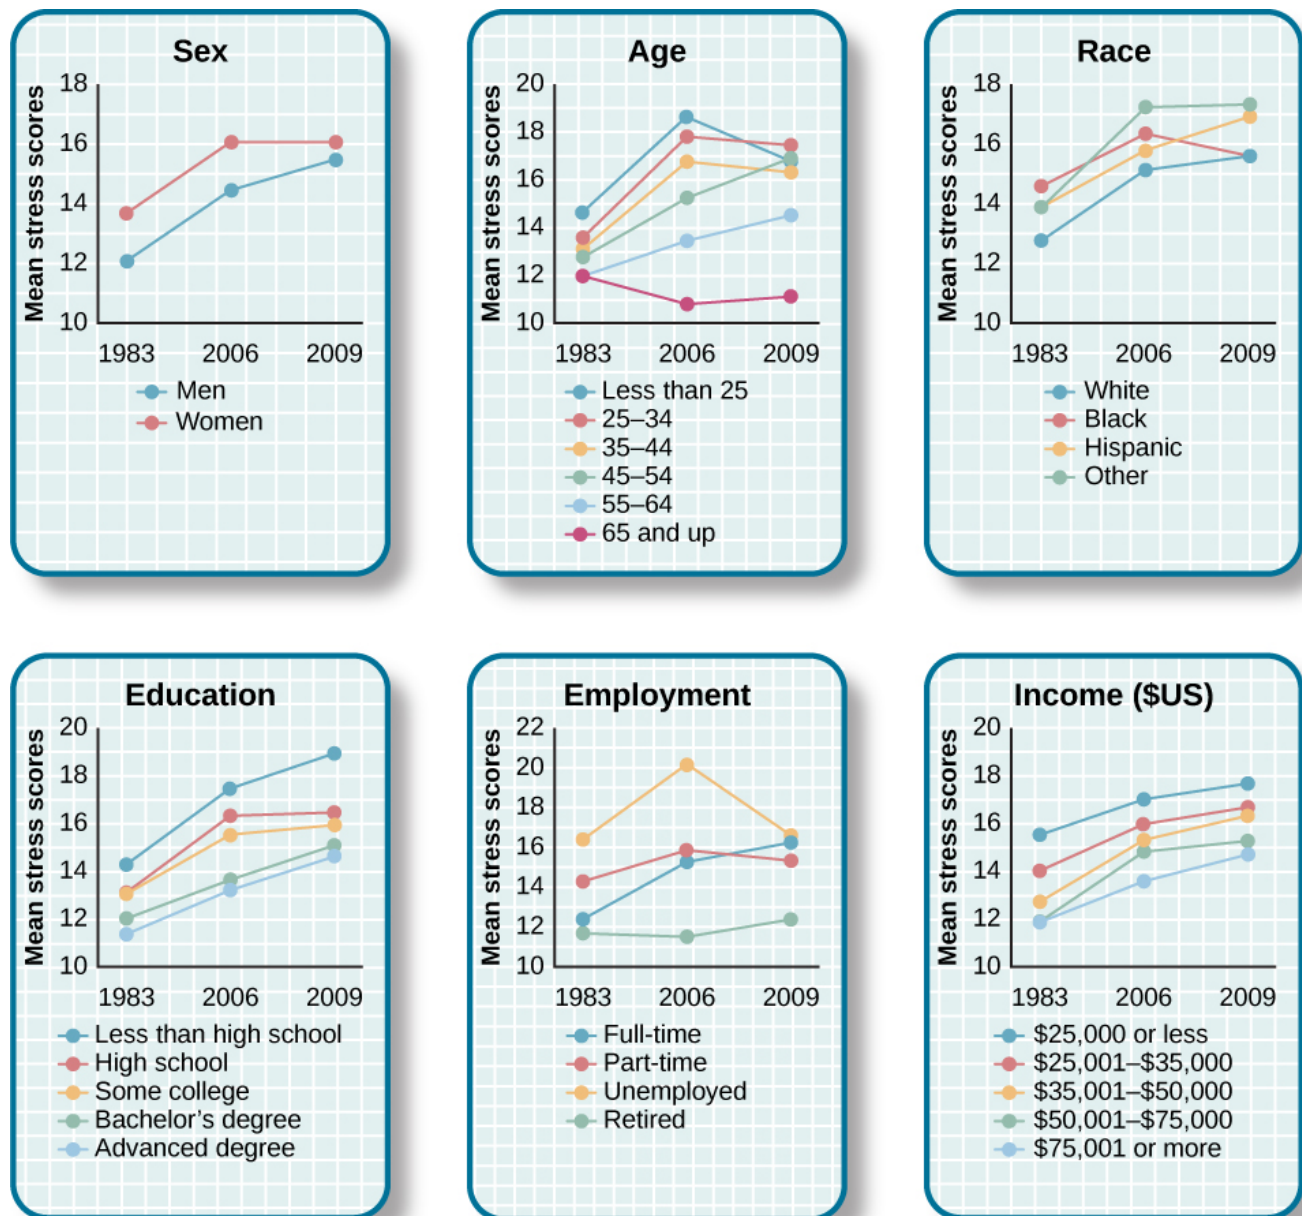 Sex
Mean stress scores
18
16
14
12
10
1983 2006 2009
Men
Women
Age
Mean stress scores
20
18
16
14
12
10
1983 2006 2009
Less than 25
25–34
35–44
45–54
55–64
65 and up
Race
Mean stress scores
18
16
14
12
10
1983 2006 2009
White
Black
Hispanic
Other
Education
Mean stress scores
20
18
16
14
12
10
1983 2006 2009
Less than high school
High school
Some college
Bachelor’s degree
Advanced degree
Employment
Mean stress scores
22
20
18
16
14
12
10
1983 2006 2009
Full-time
Part-time
Unemployed
Retired
Income ($US)
Mean stress scores
20
18
16
14
12
10
1983 2006 2009
$25,000 or less
$25,001–$35,000
$35,001–$50,000
$50,001–$75,000
$75,001 or more